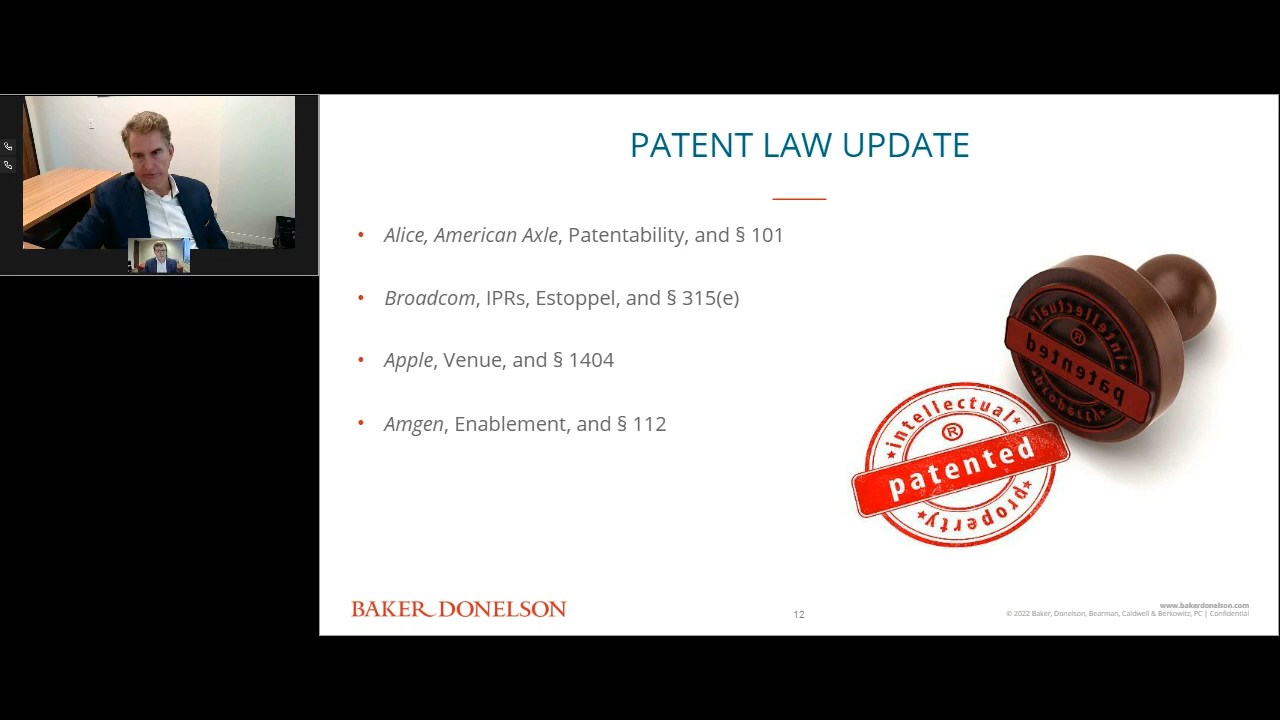 PATENT LAW UPDATE
• Alice, American Axle, Patentability, and § 101
• Broadcom, IPRs, Estoppel, and § 315(e)
• Apple, Venue, and § 1404
• Amgen, Enablement, and § 112
intellectual
®
patented
property
intellectual
®
patented
property
BAKER DONELSON
12
www.bakerdonelson.com
© 2022 Baker, Donelson, Bearman, Caldwell & Berkowitz, PC | Confidential